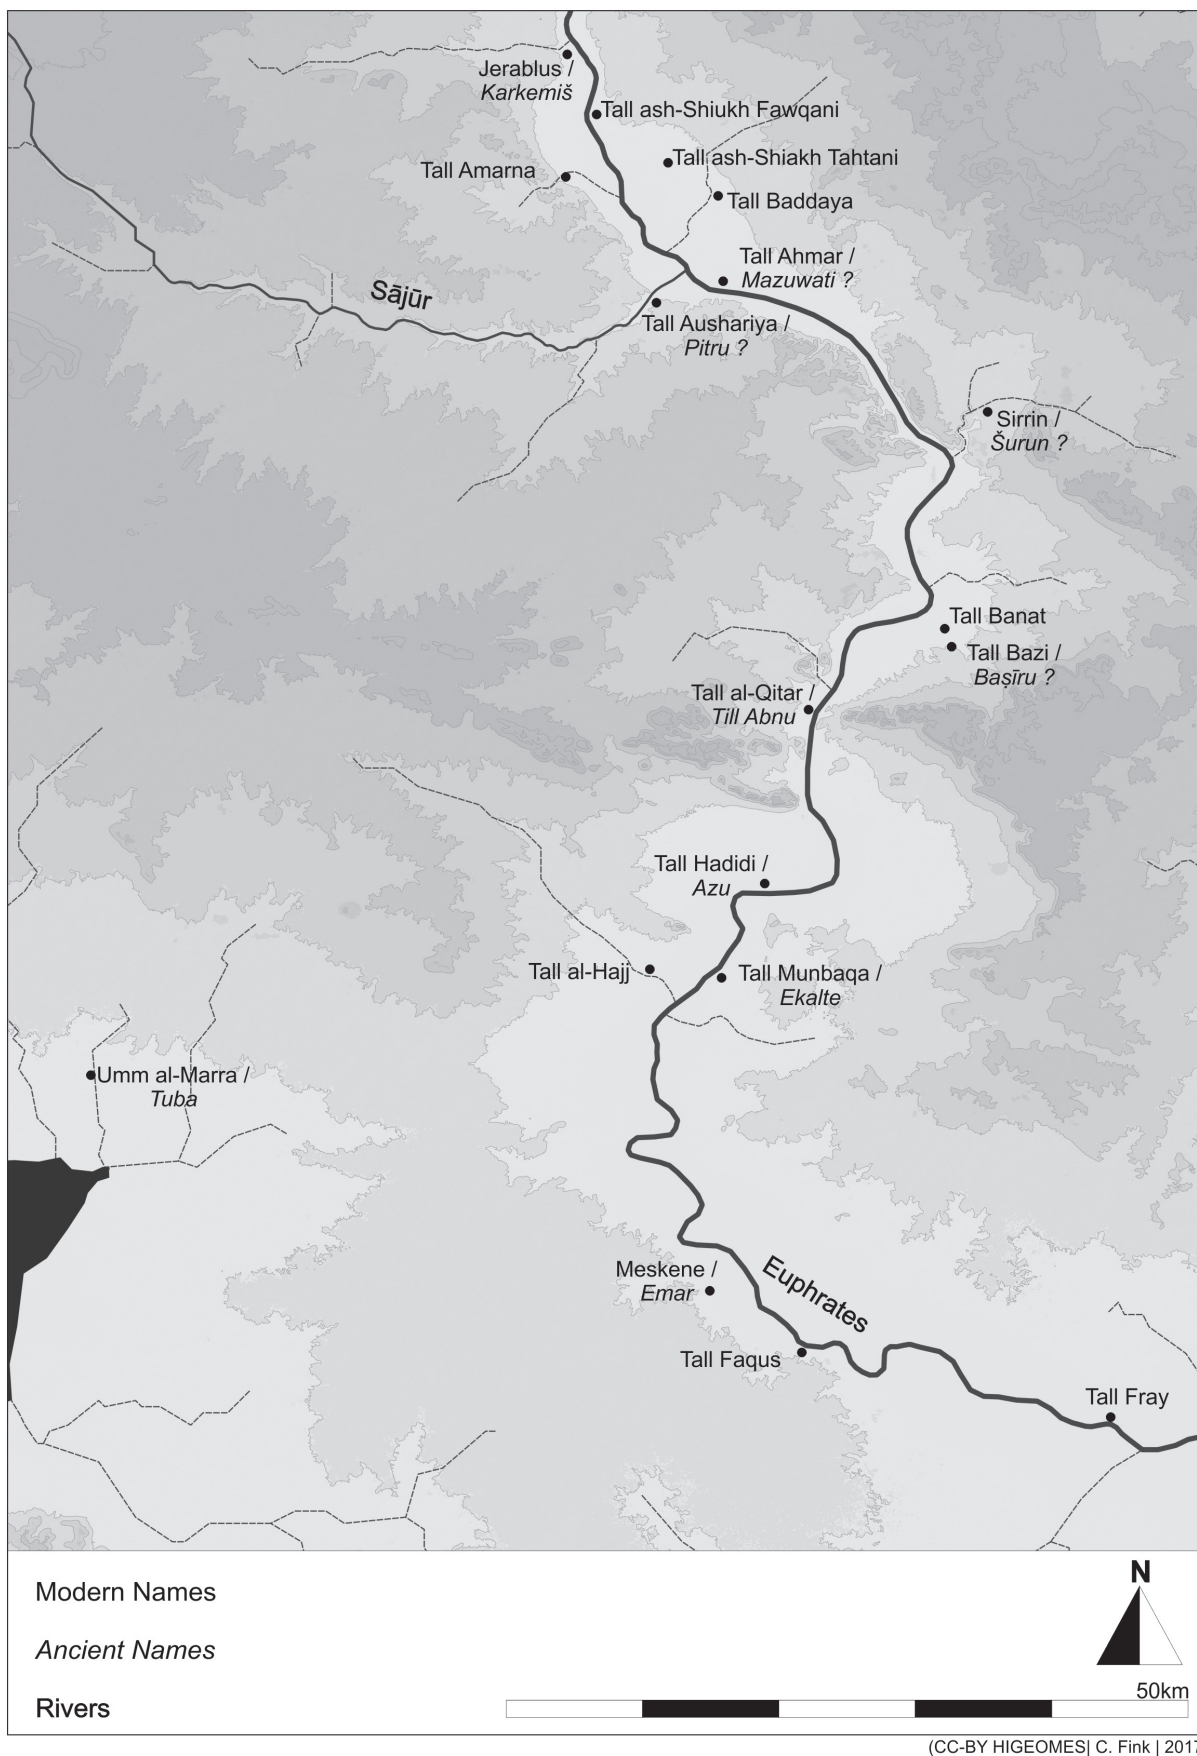 Jerablus /
Karkemiš
Tall ash-Shiukh Fawqani
Tall ash-Shiakh Tahtani
Tall Amarna
Tall Baddaya
Tall Ahmar /
Mazuwati ?
Sājūr
Tall Aushariya /
Pitru ?
Sirrin /
Šurun ?
Tall Banat
Tall Bazi /
Baṣīru ?
Tall al-Qitar /
Till Abnu
Tall Hadidi /
Azu
Tall al-Hajj
Tall Munbaqa /
Ekalte
Umm al-Marra /
Tuba
Meskene /
Emar
Euphrates
Tall Faqus
Tall Fray
Modern Names
N
Ancient Names
50km
Rivers
(CC-BY HIGEOMES| C. Fink | 2017